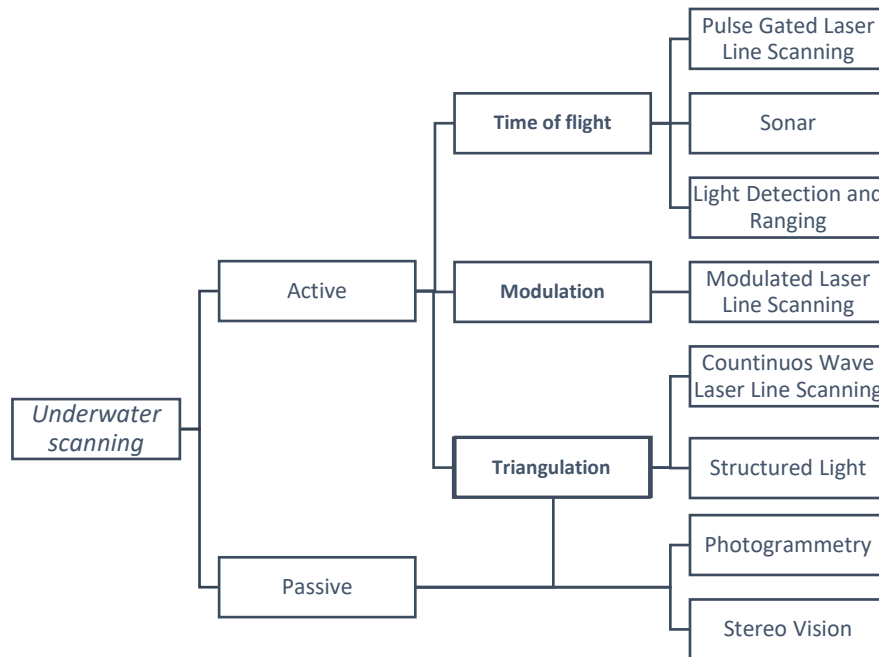 Pulse Gated Laser
Line Scanning
Time of flight
Sonar
Light Detection and
Ranging
Active
Modulation
Modulated Laser
Line Scanning
Countinuos Wave
Laser Line Scanning
Underwater
scanning
Triangulation
Structured Light
Photogrammetry
Passive
Stereo Vision